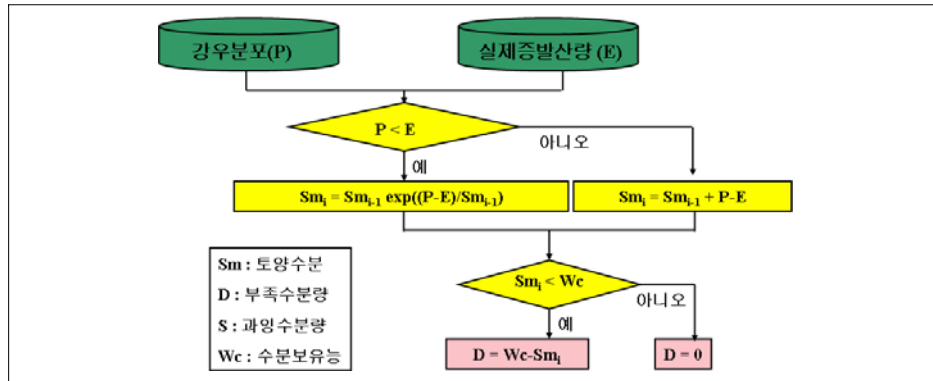 강우분포(P)
실제증발산량 (E)
P < E
아니오
예
Smᵢ = Smᵢ₋₁ exp((P-E)/Smᵢ₋₁)
Smᵢ = Smᵢ₋₁ + P-E
Sm : 토양수분
D : 부족수분량
S : 과잉수분량
Wc : 수분보유능
Smᵢ < Wc
아니오
예
D = Wc-Smᵢ
D = 0